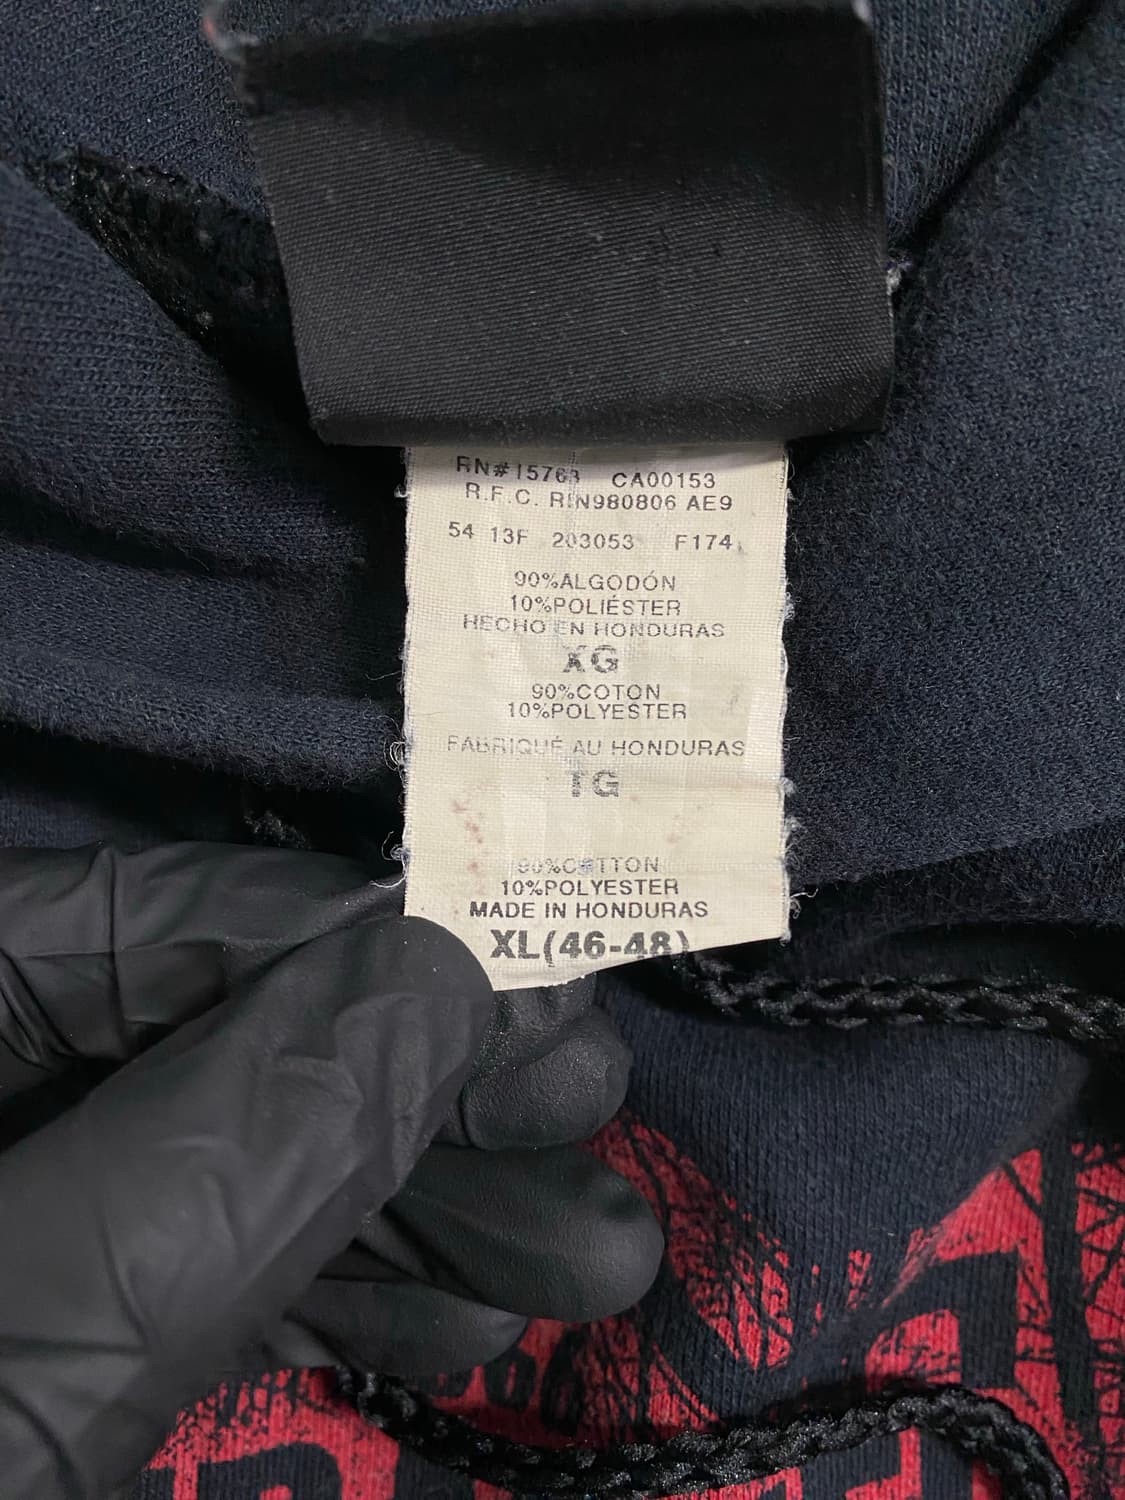 RN# 15763 CA00153
R.F.C. RIN980806 AE9
54 13F 203053 F174
90%ALGODÓN
10%POLIÉSTER
HECHO EN HONDURAS
XG
90%COTON
10%POLYESTER
FABRIQUÉ AU HONDURAS
TG
90%COTTON
10%POLYESTER
MADE IN HONDURAS
XL(46-48)